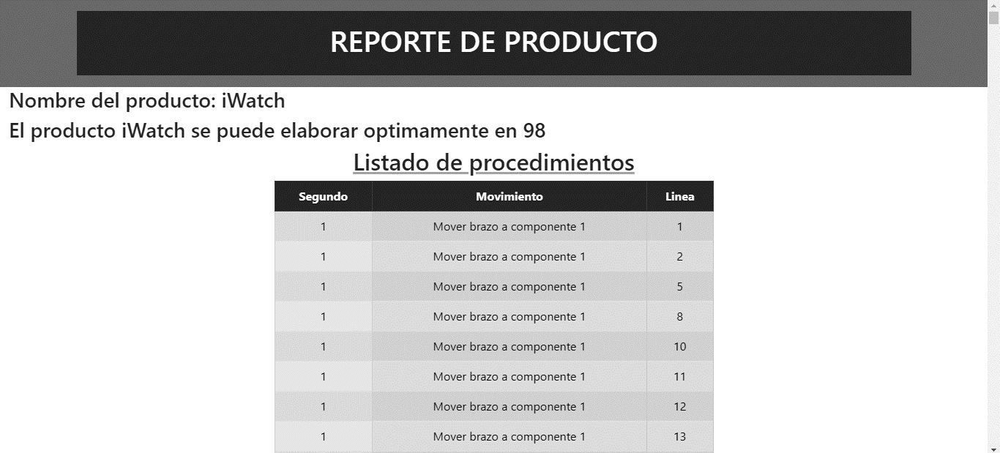 REPORTE DE PRODUCTO
Nombre del producto: iWatch
El producto iWatch se puede elaborar optimamente en 98
Listado de procedimientos
Segundo Movimiento Linea
1 Mover brazo a componente 1 1
1 Mover brazo a componente 1 2
1 Mover brazo a componente 1 5
1 Mover brazo a componente 1 8
1 Mover brazo a componente 1 10
1 Mover brazo a componente 1 11
1 Mover brazo a componente 1 12
1 Mover brazo a componente 1 13